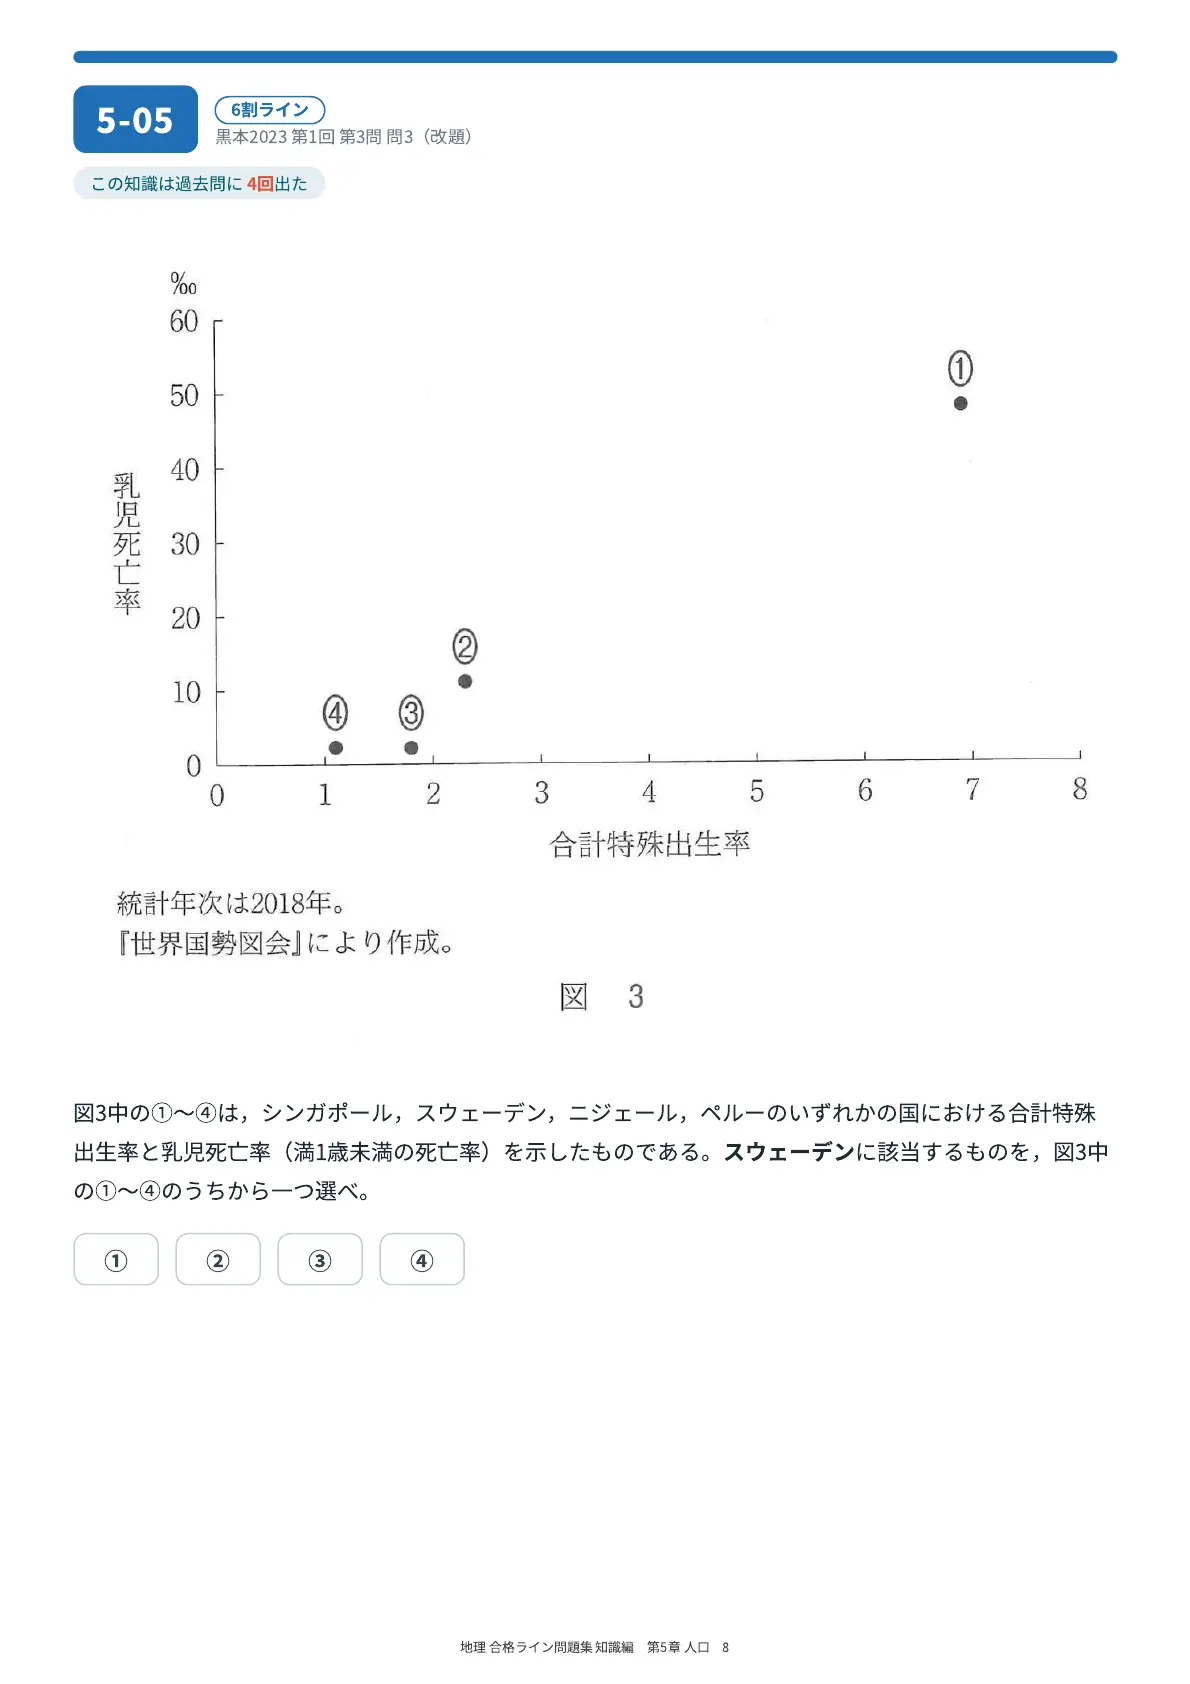 5-05
6割ライン
黒本2023 第1回 第3問 問3（改題）
この知識は過去問に 4回出た
‰
60
50
40
30
20
10
0
乳児死亡率
①
②
④
③
0 1 2 3 4 5 6 7 8
合計特殊出生率
統計年次は2018年。
『世界国勢図会』により作成。
図 3
図3中の①～④は，シンガポール，スウェーデン，ニジェール，ペルーのいずれかの国における合計特殊
出生率と乳児死亡率（満1歳未満の死亡率）を示したものである。スウェーデンに該当するものを，図3中
の①～④のうちから一つ選べ。
① ② ③ ④
地理 合格ライン問題集 知識編 第5章 人口 8